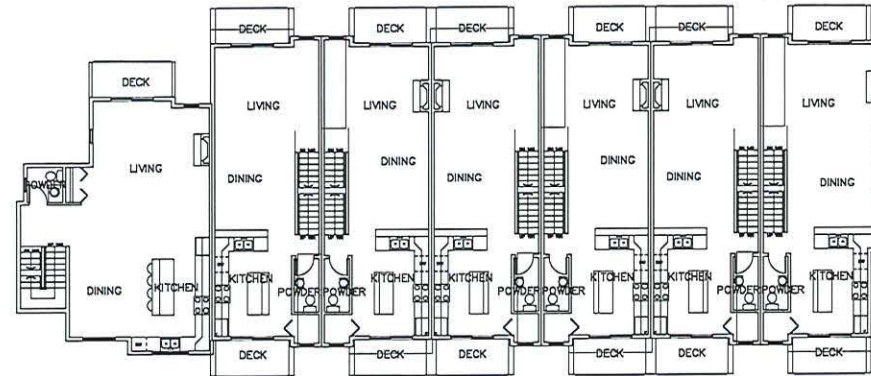 DECK DECK DECK DECK DECK DECK
DECK
LIVING LIVING LIVING LIVING LIVING LIVING
LIVING
DINING DINING DINING DINING DINING DINING
POWDER
DINING KITCHEN KITCHEN KITCHEN KITCHEN KITCHEN KITCHEN KITCHEN
POWDER POWDER POWDER POWDER POWDER POWDER
DECK DECK DECK DECK DECK DECK